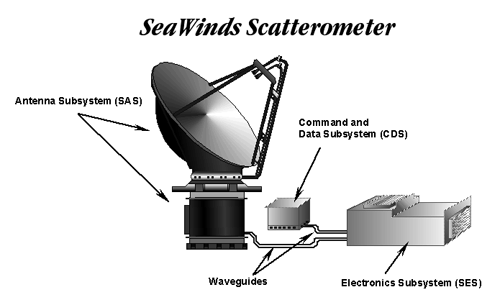 SeaWinds Scatterometer
Antenna Subsystem (SAS)
Command and
Data Subsystem (CDS)
Waveguides
Electronics Subsystem (SES)